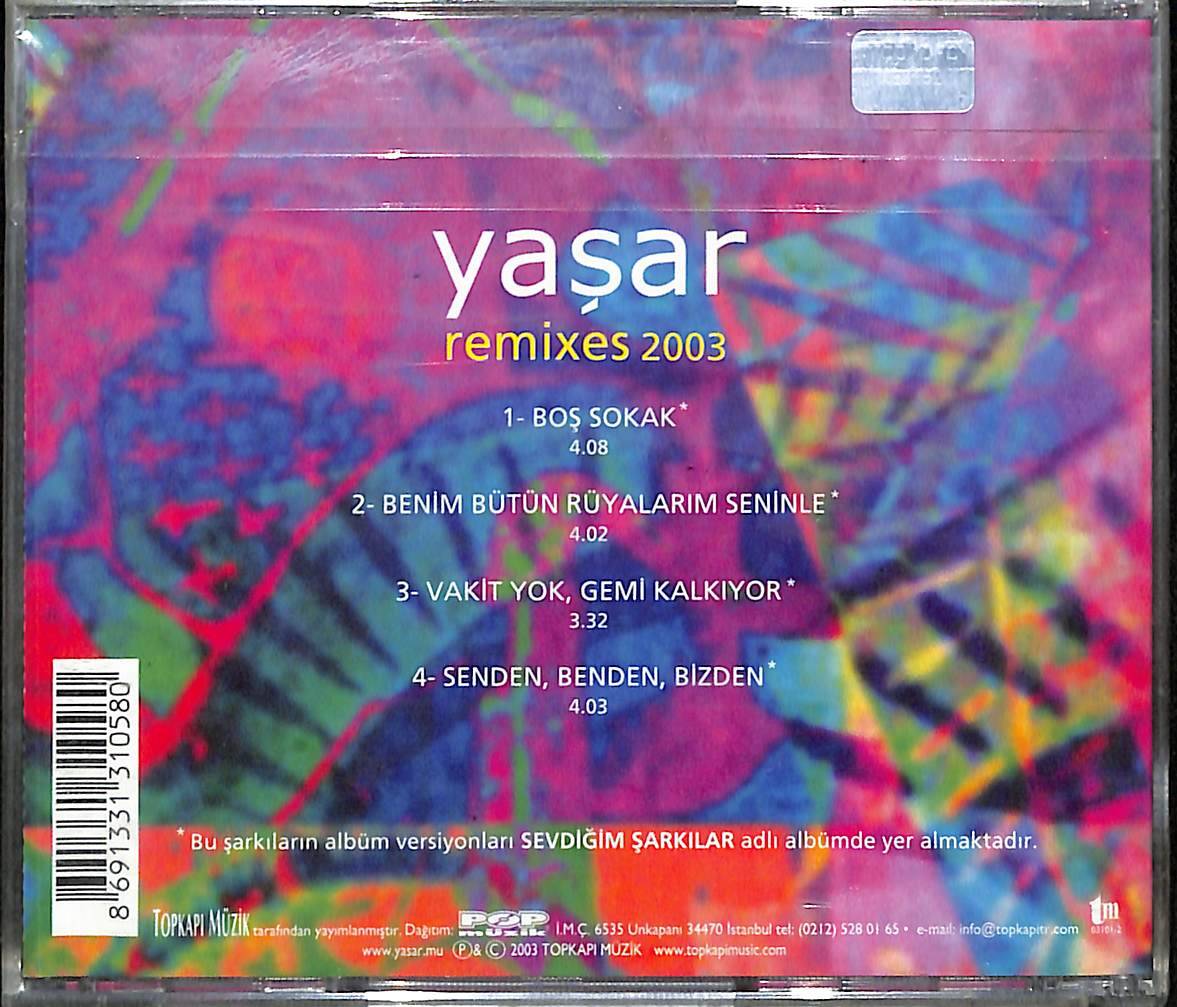 yaşar
remixes 2003
1- BOŞ SOKAK*
4.08
2- BENİM BÜTÜN RÜYALARIM SENİNLE*
4.02
3- VAKİT YOK, GEMİ KALKIYOR*
3.32
4- SENDEN, BENDEN, BİZDEN*
4.03
8 691331 310580
* Bu şarkıların albüm versiyonları SEVDİĞİM ŞARKILAR adlı albümde yer almaktadır.
TOPKAPI MÜZİK tarafından yayımlanmıştır. Dağıtım: POP MÜZİK İ.M.Ç. 6535 Unkapanı 34470 İstanbul tel: (0212) 528 01 65 • e-mail: info@topkapitr.com
www.yasar.mu Ⓟ& © 2003 TOPKAPI MÜZİK www.topkapimusic.com
tm
03101-2